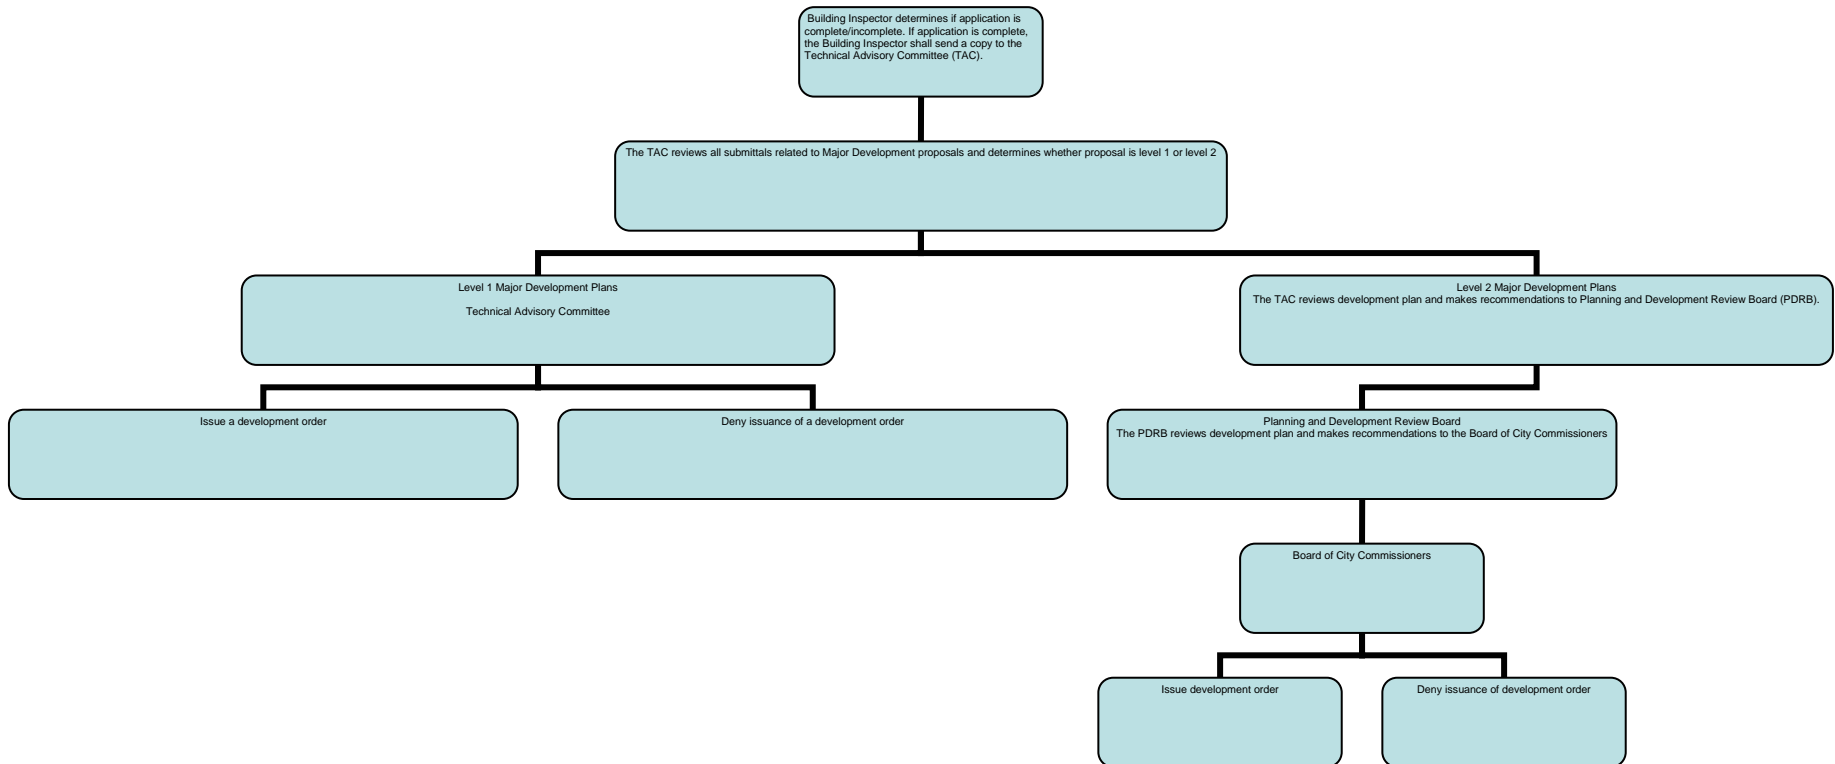 Building Inspector determines if application is
complete/incomplete. If application is complete,
the Building Inspector shall send a copy to the
Technical Advisory Committee (TAC).
The TAC reviews all submittals related to Major Development proposals and determines whether proposal is level 1 or level 2
Level 1 Major Development Plans
Technical Advisory Committee
Level 2 Major Development Plans
The TAC reviews development plan and makes recommendations to Planning and Development Review Board (PDRB).
Issue a development order
Deny issuance of a development order
Planning and Development Review Board
The PDRB reviews development plan and makes recommendations to the Board of City Commissioners
Board of City Commissioners
Issue development order
Deny issuance of development order